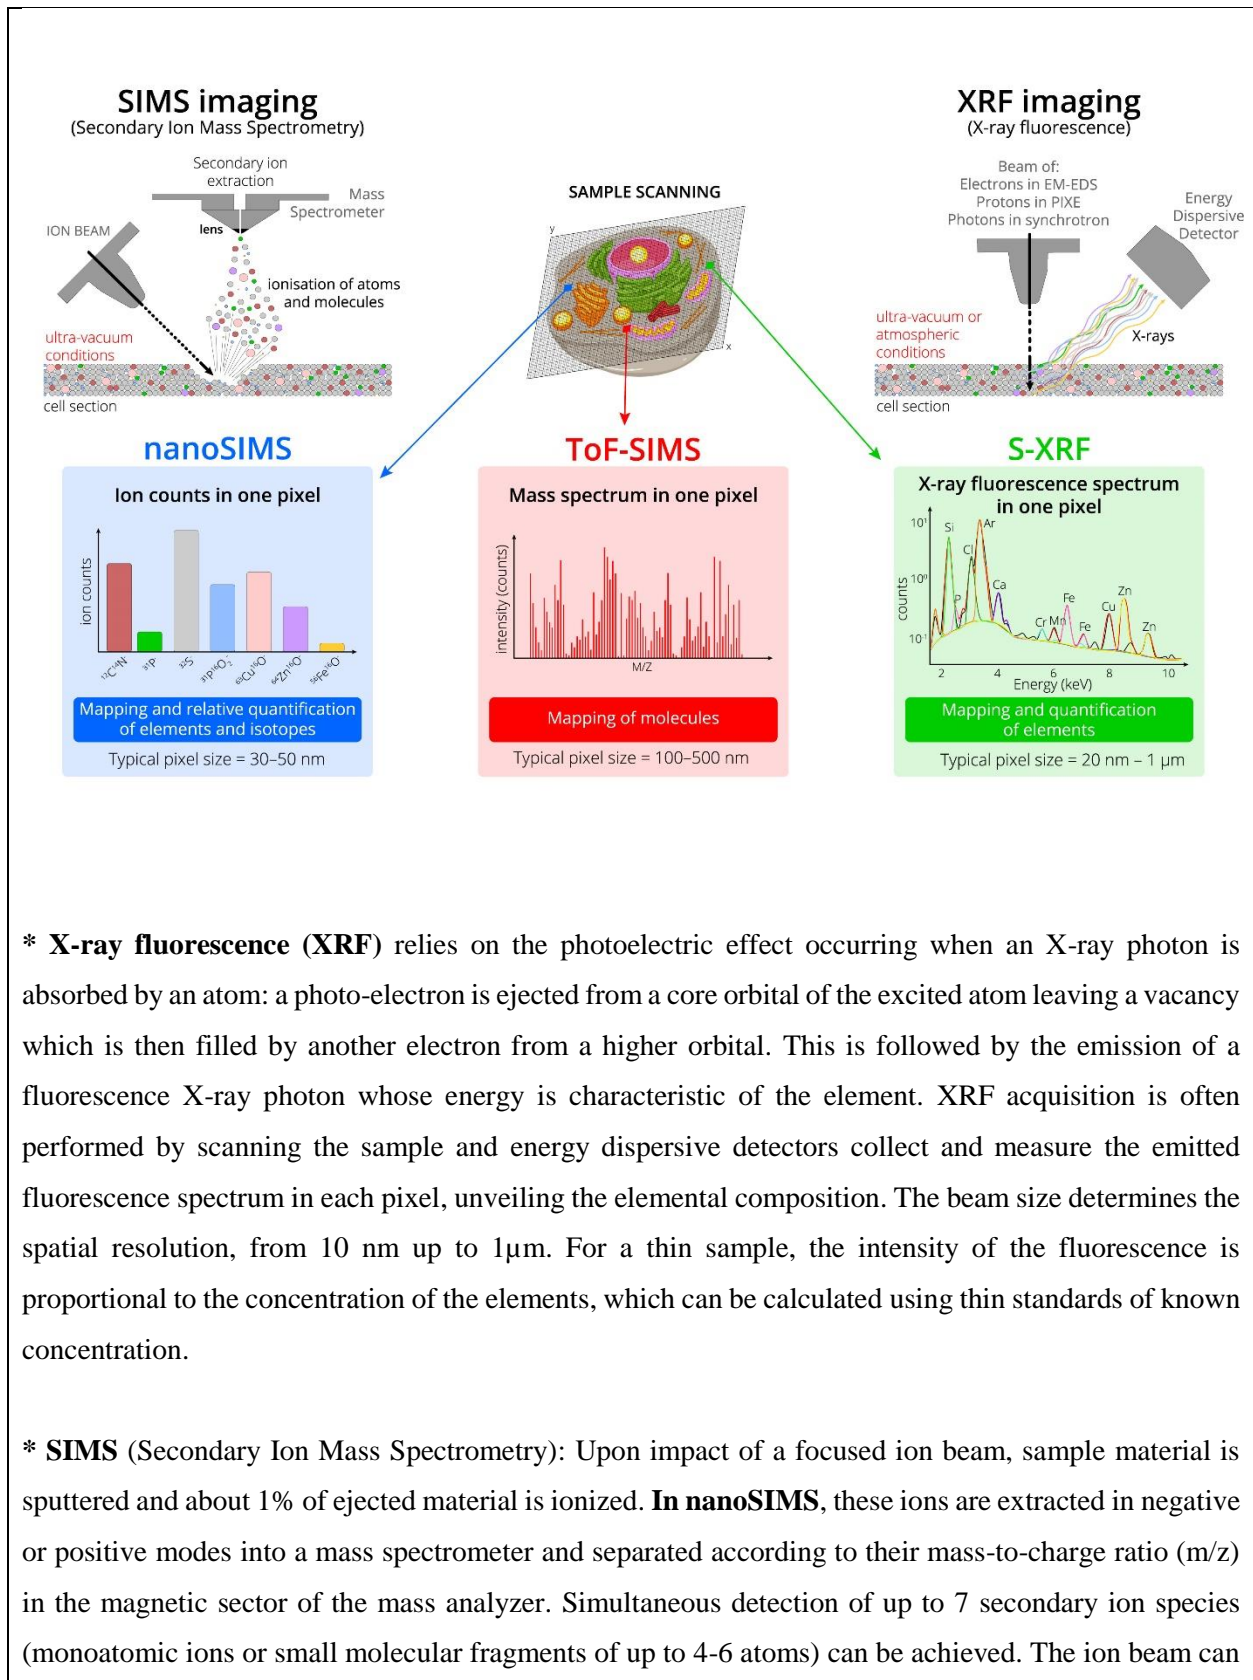 SIMS imaging
(Secondary Ion Mass Spectrometry)
Secondary ion
extraction
Mass
Spectrometer
lens
ION BEAM
ionisation of atoms
and molecules
ultra-vacuum
conditions
cell section
SAMPLE SCANNING
y
x
XRF imaging
(X-ray fluorescence)
Beam of:
Electrons in EM-EDS
Protons in PIXE
Photons in synchrotron
Energy
Dispersive
Detector
ultra-vacuum or
atmospheric
conditions
X-rays
cell section
nanoSIMS
Ion counts in one pixel
ion counts
¹²C¹⁴N⁻
³¹P⁻
³²S⁻
³¹P¹⁶O₂⁻
⁶³Cu¹⁶O⁻
⁶⁴Zn¹⁶O⁻
⁵⁶Fe¹⁶O⁻
Mapping and relative quantification
of elements and isotopes
Typical pixel size = 30–50 nm
ToF-SIMS
Mass spectrum in one pixel
intensity (counts)
M/Z
Mapping of molecules
Typical pixel size = 100–500 nm
S-XRF
X-ray fluorescence spectrum
in one pixel
counts
10¹
10⁰
10⁻¹
Si
P
Cl
Ar
Ca
Cr
Mn
Fe
Fe
Cu
Zn
Zn
2 4 6 8 10
Energy (keV)
Mapping and quantification
of elements
Typical pixel size = 20 nm – 1 µm
* X-ray fluorescence (XRF) relies on the photoelectric effect occurring when an X-ray photon is
absorbed by an atom: a photo-electron is ejected from a core orbital of the excited atom leaving a vacancy
which is then filled by another electron from a higher orbital. This is followed by the emission of a
fluorescence X-ray photon whose energy is characteristic of the element. XRF acquisition is often
performed by scanning the sample and energy dispersive detectors collect and measure the emitted
fluorescence spectrum in each pixel, unveiling the elemental composition. The beam size determines the
spatial resolution, from 10 nm up to 1µm. For a thin sample, the intensity of the fluorescence is
proportional to the concentration of the elements, which can be calculated using thin standards of known
concentration.
* SIMS (Secondary Ion Mass Spectrometry): Upon impact of a focused ion beam, sample material is
sputtered and about 1% of ejected material is ionized. In nanoSIMS, these ions are extracted in negative
or positive modes into a mass spectrometer and separated according to their mass-to-charge ratio (m/z)
in the magnetic sector of the mass analyzer. Simultaneous detection of up to 7 secondary ion species
(monoatomic ions or small molecular fragments of up to 4-6 atoms) can be achieved. The ion beam can